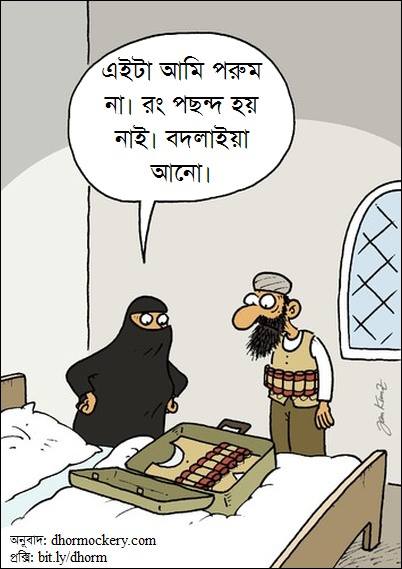 এইটা আমি পরুম
না। রং পছন্দ হয়
নাই। বদলাইয়া
আনো।
অনুবাদ: dhormockery.com
প্রক্সি: bit.ly/dhorm